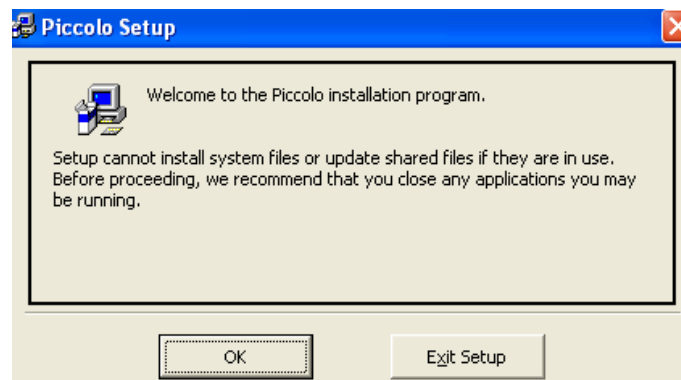 Piccolo Setup
Welcome to the Piccolo installation program.
Setup cannot install system files or update shared files if they are in use.
Before proceeding, we recommend that you close any applications you may
be running.
OK
Exit Setup